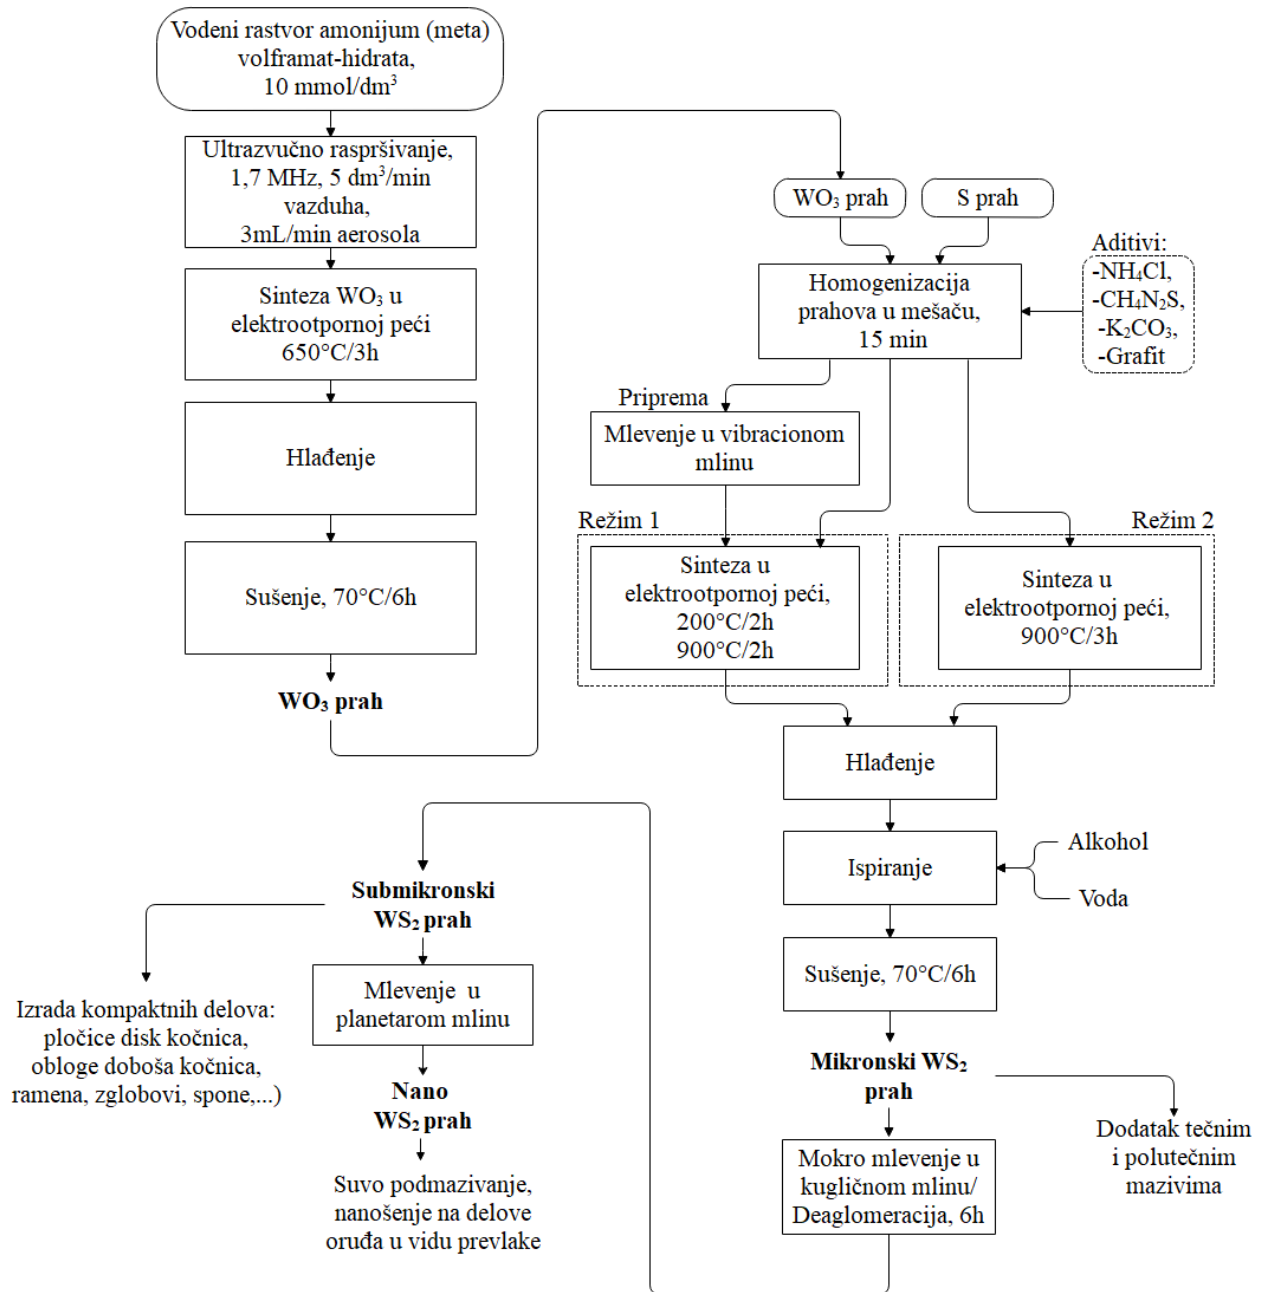 Vodeni rastvor amonijum (meta)
volframat-hidrata,
10 mmol/dm³
Ultrazvučno raspršivanje,
1,7 MHz, 5 dm³/min
vazduha,
3mL/min aerosola
Sinteza WO₃ u
elektrootpornoj peći
650°C/3h
Hlađenje
Sušenje, 70°C/6h
WO₃ prah
WO₃ prah
S prah
Aditivi:
-NH₄Cl,
-CH₄N₂S,
-K₂CO₃,
-Grafit
Homogenizacija
prahova u mešaču,
15 min
Priprema
Mlevenje u vibracionom
mlinu
Režim 1
Sinteza u
elektrootpornoj peći,
200°C/2h
900°C/2h
Režim 2
Sinteza u
elektrootpornoj peći,
900°C/3h
Hlađenje
Ispiranje
Alkohol
Voda
Sušenje, 70°C/6h
Mikronski WS₂
prah
Dodatak tečnim
i polutečnim
mazivima
Mokro mlevenje u
kugličnom mlinu/
Deaglomeracija, 6h
Submikronski
WS₂ prah
Izrada kompaktnih delova:
pločice disk kočnica,
obloge doboša kočnica,
ramena, zglobovi, spone,...)
Mlevenje u
planetarom mlinu
Nano
WS₂ prah
Suvo podmazivanje,
nanošenje na delove
oruđa u vidu prevlake